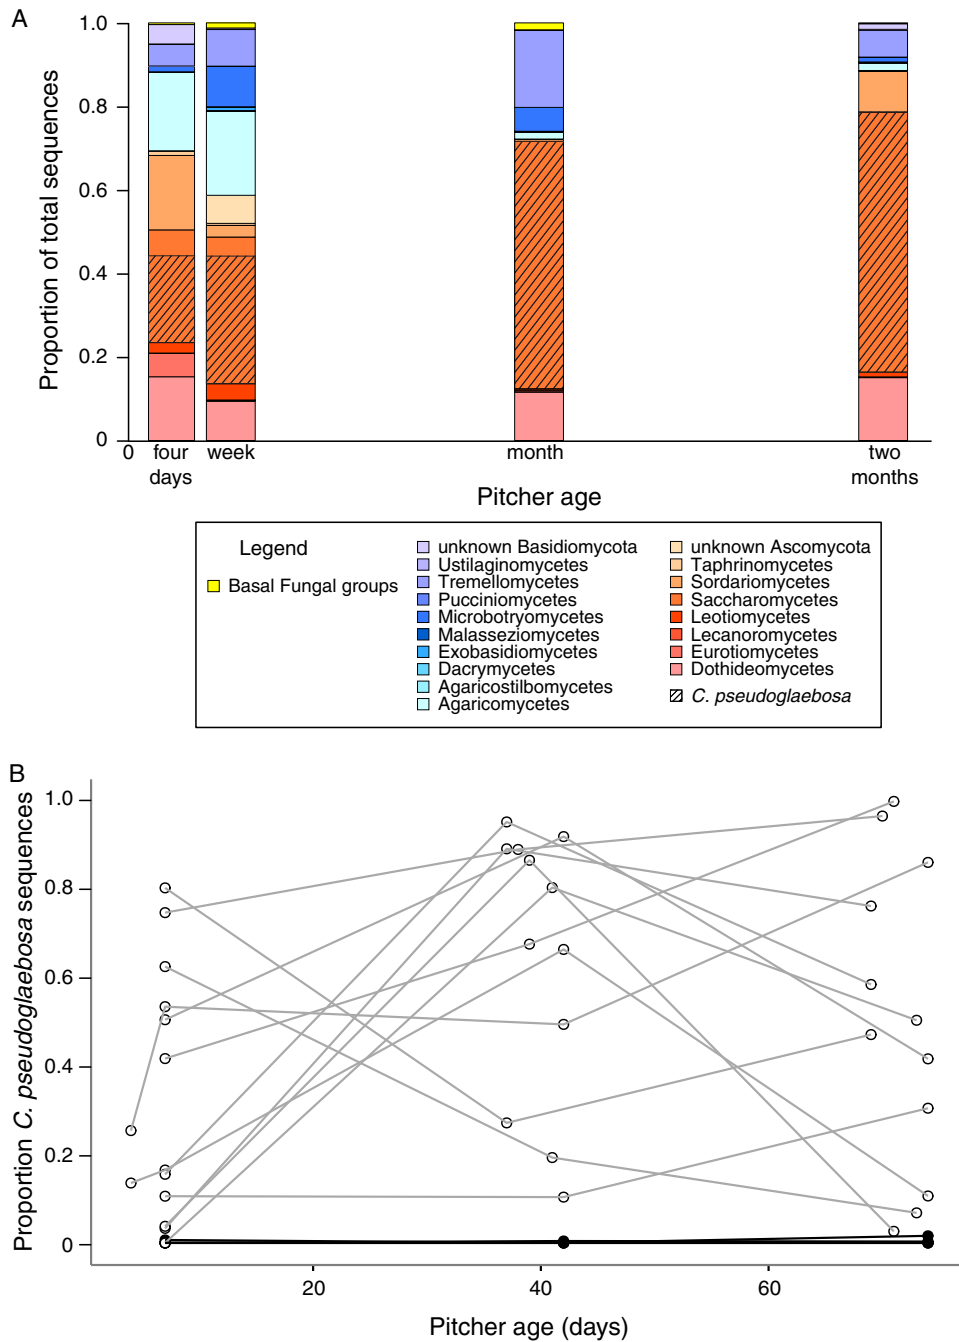 A
Proportion of total sequences
1.0
0.8
0.6
0.4
0.2
0
0 four days week month two months
Pitcher age
Legend
Basal Fungal groups
unknown Basidiomycota
Ustilaginomycetes
Tremellomycetes
Pucciniomycetes
Microbotryomycetes
Malasseziomycetes
Exobasidiomycetes
Dacrymycetes
Agaricostilbomycetes
Agaricomycetes
unknown Ascomycota
Taphrinomycetes
Sordariomycetes
Saccharomycetes
Leotiomycetes
Lecanoromycetes
Eurotiomycetes
Dothideomycetes
C. pseudoglaebosa
B
Proportion C. pseudoglaebosa sequences
1.0
0.8
0.6
0.4
0.2
0
20 40 60
Pitcher age (days)